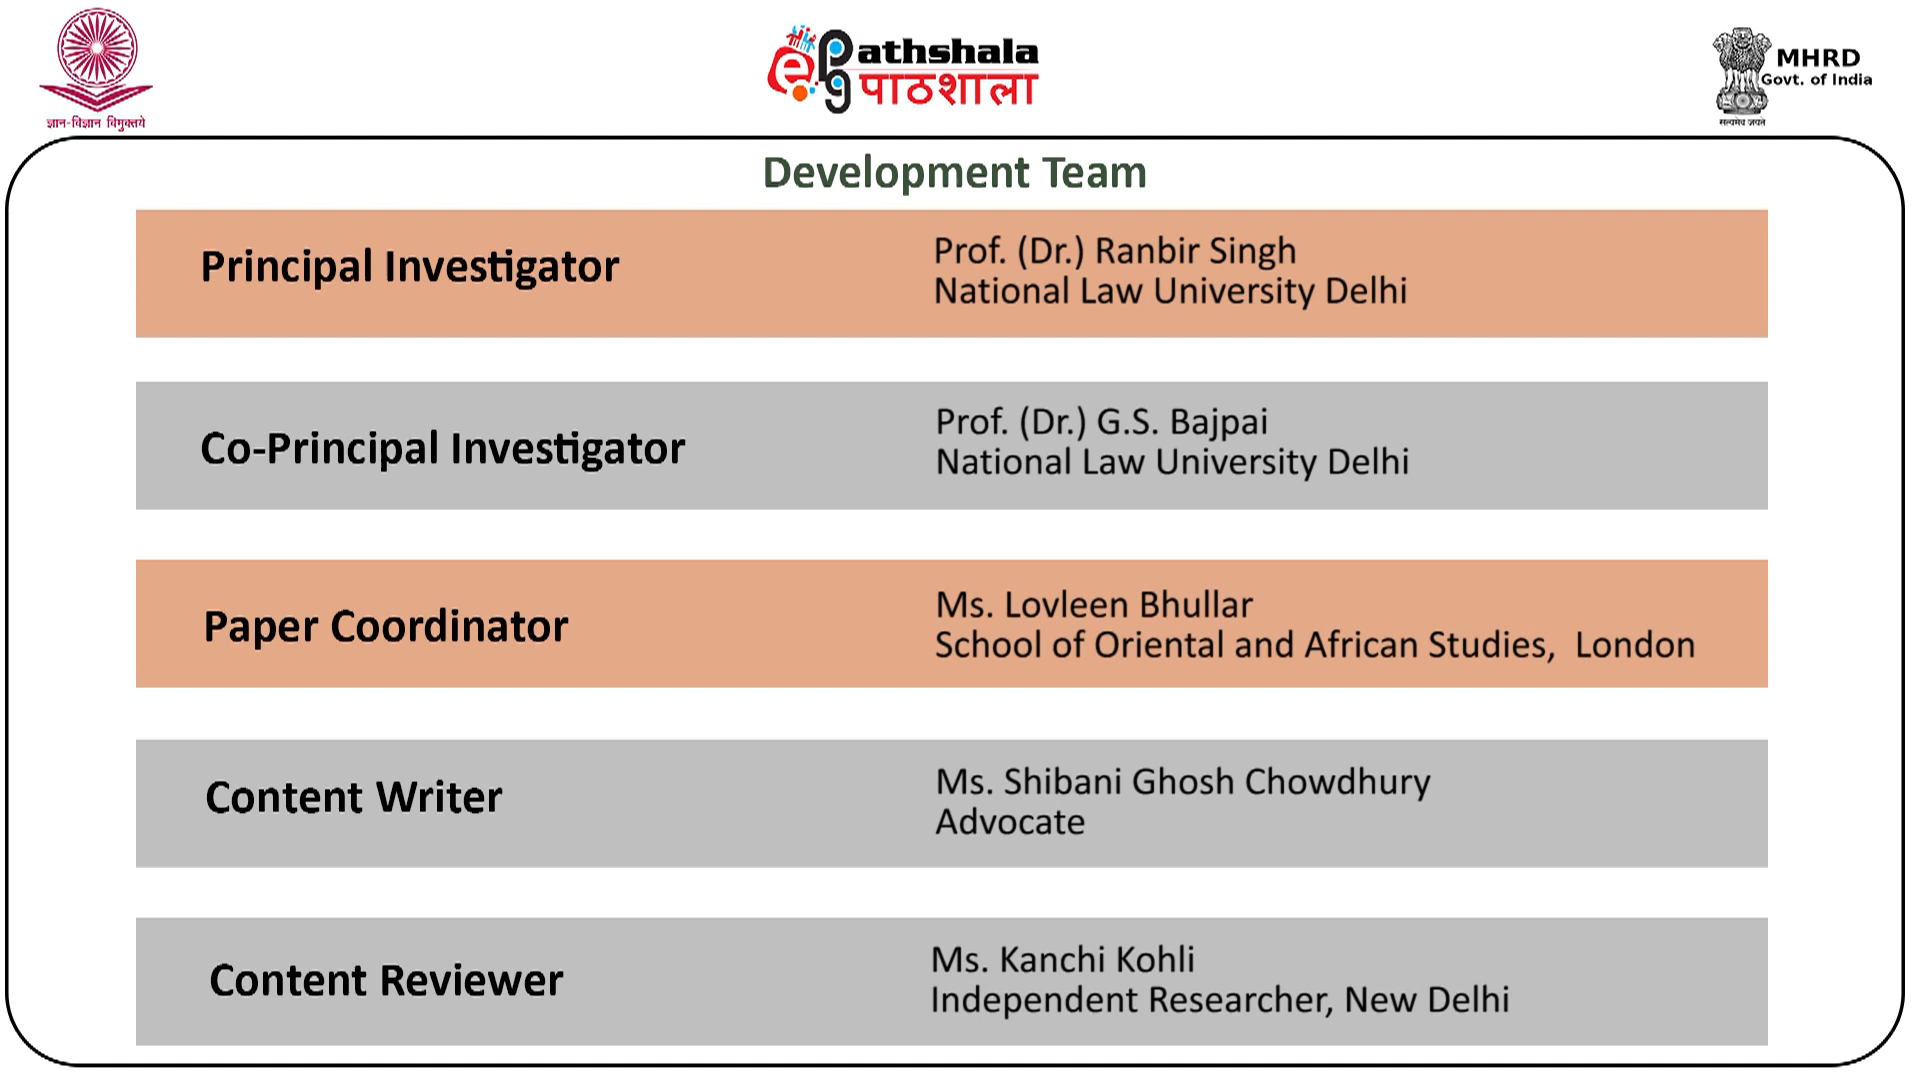 ज्ञान-विज्ञान विमुक्तये
epg Pathshala
पाठशाला
MHRD
Govt. of India
सत्यमेव जयते
Development Team
Principal Investigator
Prof. (Dr.) Ranbir Singh
National Law University Delhi
Co-Principal Investigator
Prof. (Dr.) G.S. Bajpai
National Law University Delhi
Paper Coordinator
Ms. Lovleen Bhullar
School of Oriental and African Studies, London
Content Writer
Ms. Shibani Ghosh Chowdhury
Advocate
Content Reviewer
Ms. Kanchi Kohli
Independent Researcher, New Delhi